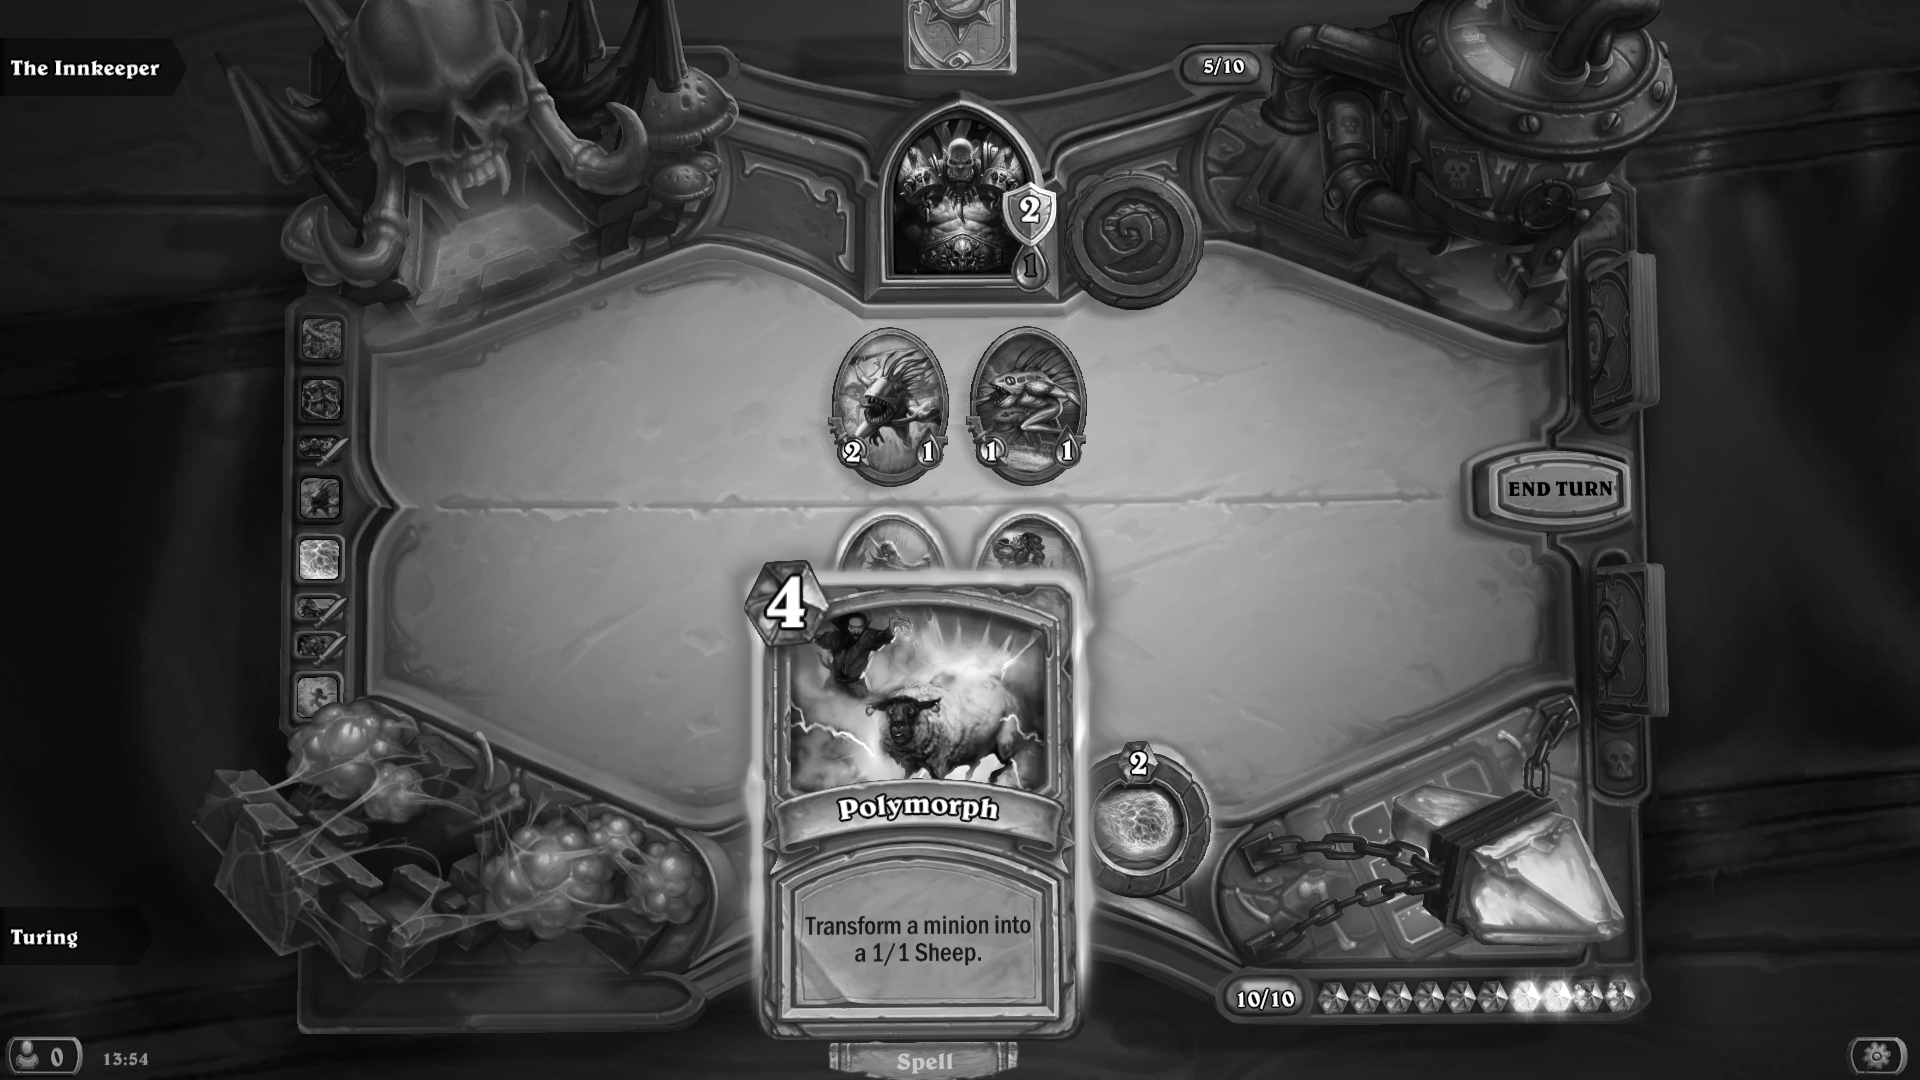 The Innkeeper
5/10
2
1
2 1
1 1
END TURN
4
2
Polymorph
Transform a minion into
a 1/1 Sheep.
Turing
10/10
0
13:54
Spell